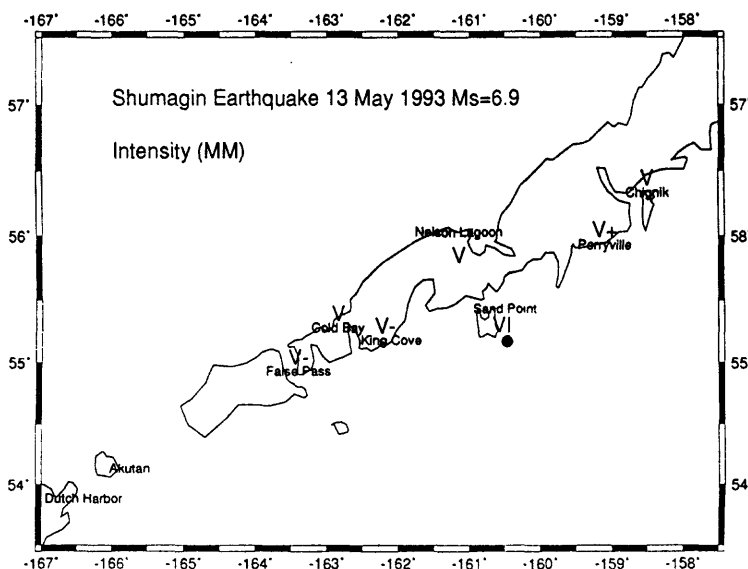 -167˚ -166˚ -165˚ -164˚ -163˚ -162˚ -161˚ -160˚ -159˚ -158˚
57˚ 57
Shumagin Earthquake 13 May 1993 Ms=6.9
Intensity (MM)
V
Chignik
Nelson Lagoon
V+
56˚ 58
Perryville
V
Sand Point
V
V-
VI
Cold Bay
King Cove
55˚ 55
V-
False Pass
Akutan
54˚ 54
Dutch Harbor
-167˚ -166˚ -165˚ -164˚ -163˚ -162˚ -161˚ -160˚ -159˚ -158˚